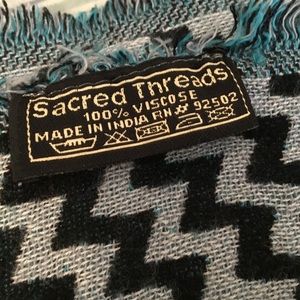 Sacred Threads
100% VISCOSE
MADE IN INDIA RN# 92502